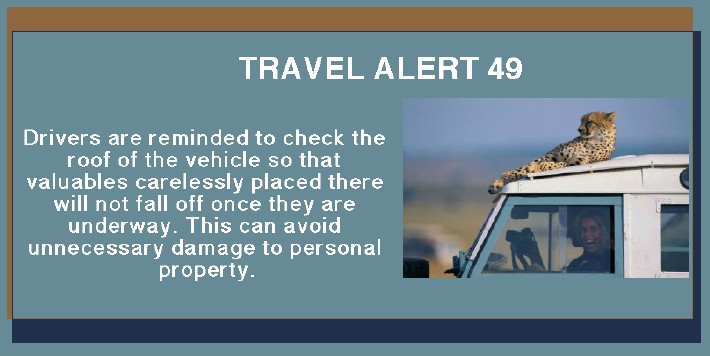 TRAVEL ALERT 49
Drivers are reminded to check the
roof of the vehicle so that
valuables carelessly placed there
will not fall off once they are
underway. This can avoid
unnecessary damage to personal
property.